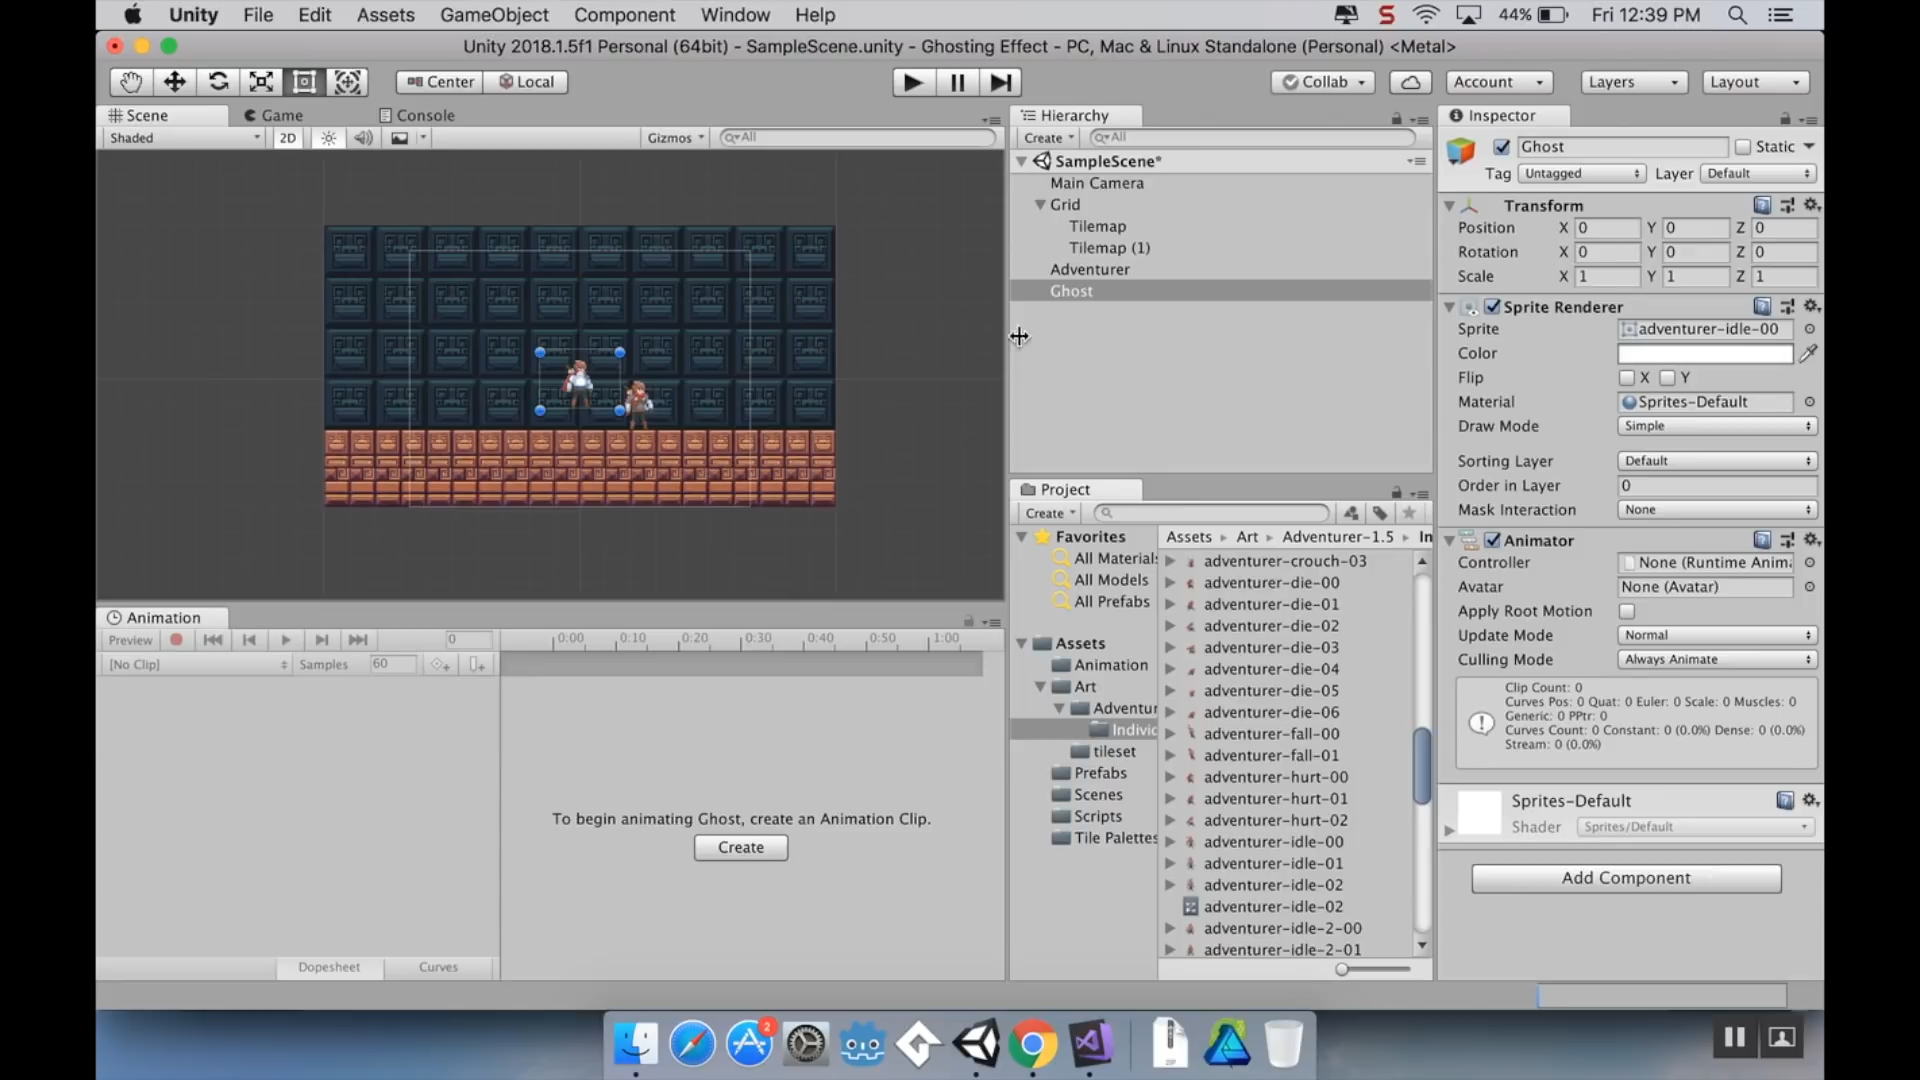 Unity File Edit Assets GameObject Component Window Help 44% Fri 12:39 PM
Unity 2018.1.5f1 Personal (64bit) - SampleScene.unity - Ghosting Effect - PC, Mac & Linux Standalone (Personal) <Metal>
Center Local Collab Account Layers Layout
Scene Game Console
Shaded 2D Gizmos All
Hierarchy
Create All
SampleScene*
Main Camera
Grid
Tilemap
Tilemap (1)
Adventurer
Ghost
Inspector
Ghost Static
Tag Untagged Layer Default
Transform
Position X 0 Y 0 Z 0
Rotation X 0 Y 0 Z 0
Scale X 1 Y 1 Z 1
Sprite Renderer
Sprite adventurer-idle-00
Color
Flip X Y
Material Sprites-Default
Draw Mode Simple
Sorting Layer Default
Order in Layer 0
Mask Interaction None
Animator
Controller None (Runtime Anim
Avatar None (Avatar)
Apply Root Motion
Update Mode Normal
Culling Mode Always Animate
Clip Count: 0
Curves Pos: 0 Quat: 0 Euler: 0 Scale: 0 Muscles: 0
Generic: 0 PPtr: 0
Curves Count: 0 Constant: 0 (0.0%) Dense: 0 (0.0%)
Stream: 0 (0.0%)
Sprites-Default
Shader Sprites/Default
Add Component
Project
Create
Favorites
All Material
All Models
All Prefabs
Assets
Animation
Art
Adventur
Indivi
tileset
Prefabs
Scenes
Scripts
Tile Palettes
Assets Art Adventurer-1.5 In
adventurer-crouch-03
adventurer-die-00
adventurer-die-01
adventurer-die-02
adventurer-die-03
adventurer-die-04
adventurer-die-05
adventurer-die-06
adventurer-fall-00
adventurer-fall-01
adventurer-hurt-00
adventurer-hurt-01
adventurer-hurt-02
adventurer-idle-00
adventurer-idle-01
adventurer-idle-02
adventurer-idle-02
adventurer-idle-2-00
adventurer-idle-2-01
Animation
Preview 0 0:00 0:10 0:20 0:30 0:40 0:50 1:00
[No Clip] Samples 60
To begin animating Ghost, create an Animation Clip.
Create
Dopesheet Curves
2
ZIP